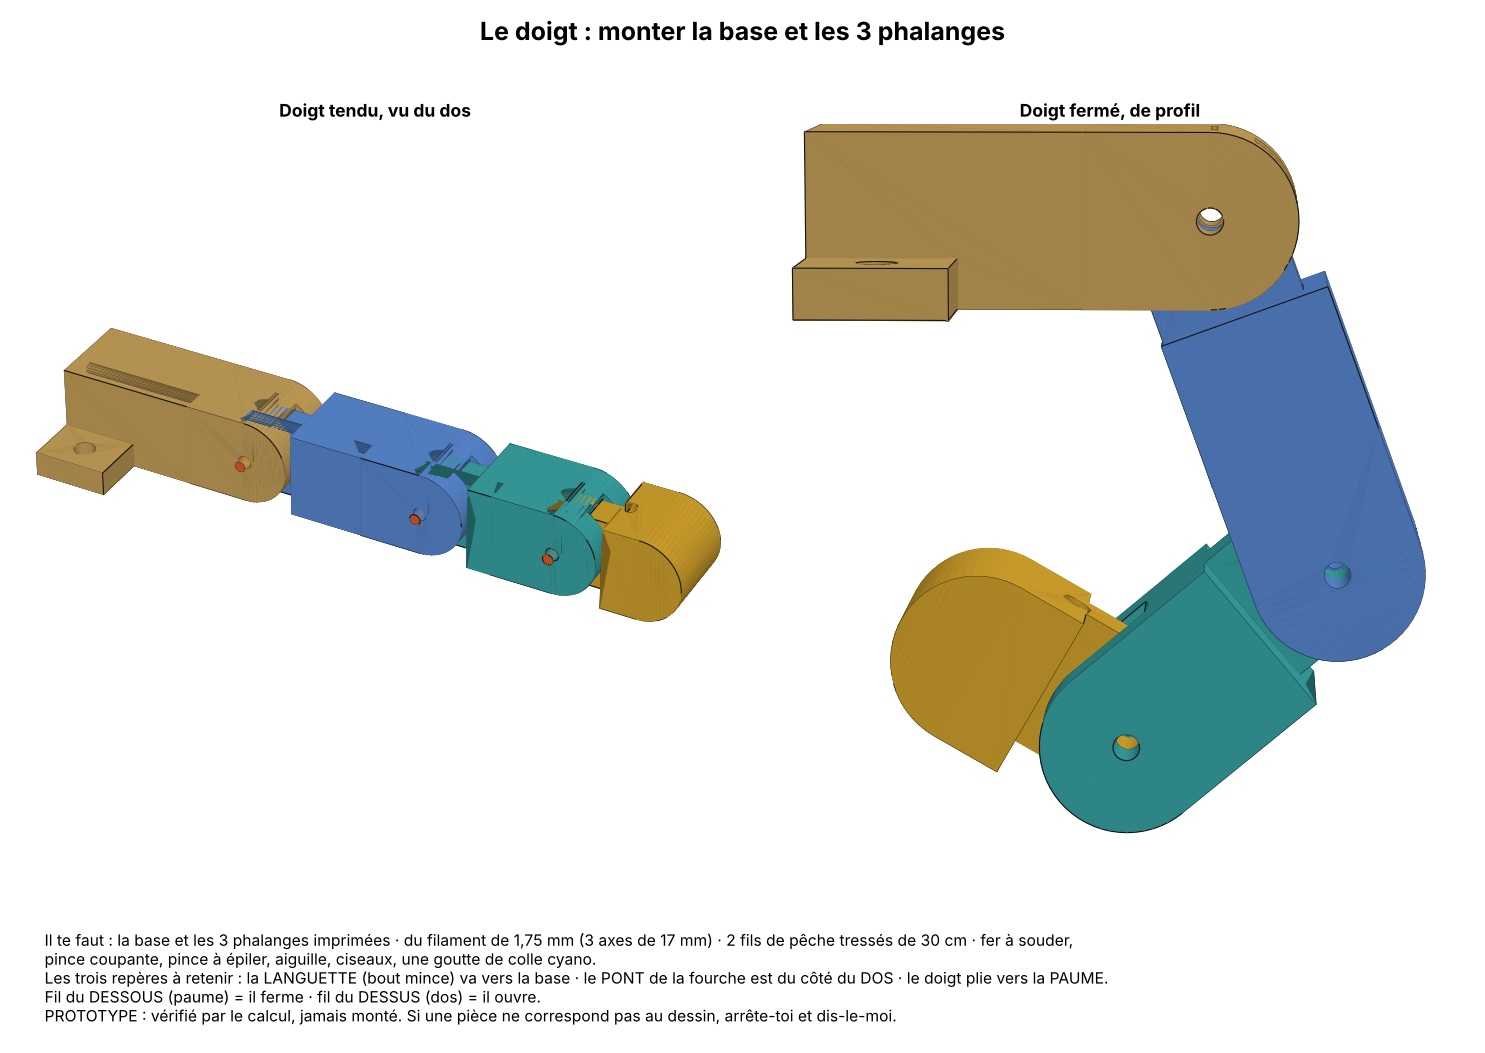 Le doigt : monter la base et les 3 phalanges
Doigt tendu, vu du dos
Doigt fermé, de profil
Il te faut : la base et les 3 phalanges imprimées · du filament de 1,75 mm (3 axes de 17 mm) · 2 fils de pêche tressés de 30 cm · fer à souder,
pince coupante, pince à épiler, aiguille, ciseaux, une goutte de colle cyano.
Les trois repères à retenir : la LANGUETTE (bout mince) va vers la base · le PONT de la fourche est du côté du DOS · le doigt plie vers la PAUME.
Fil du DESSOUS (paume) = il ferme · fil du DESSUS (dos) = il ouvre.
PROTOTYPE : vérifié par le calcul, jamais monté. Si une pièce ne correspond pas au dessin, arrête-toi et dis-le-moi.